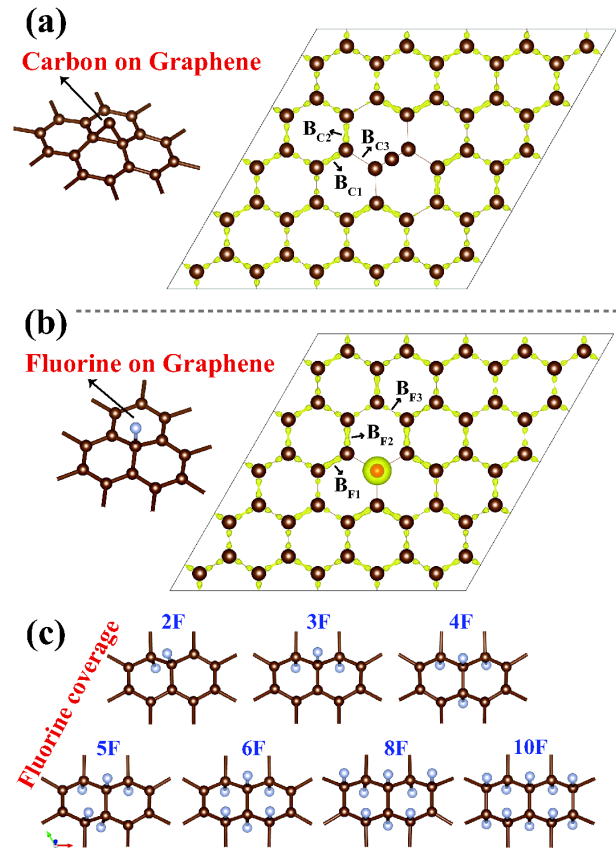 (a)
Carbon on Graphene
B_C2
B_C3
B_C1
(b)
Fluorine on Graphene
B_F3
B_F2
B_F1
(c)
Fluorine coverage
2F 3F 4F
5F 6F 8F 10F